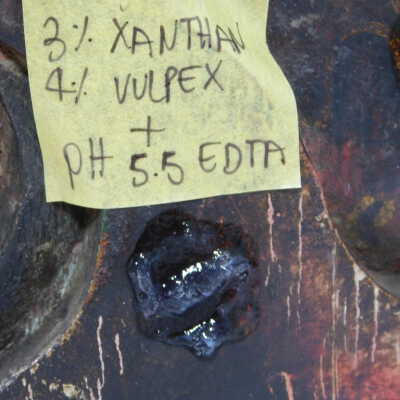 3% XANTHAN
4% VULPEX
+
pH 5.5 EDTA